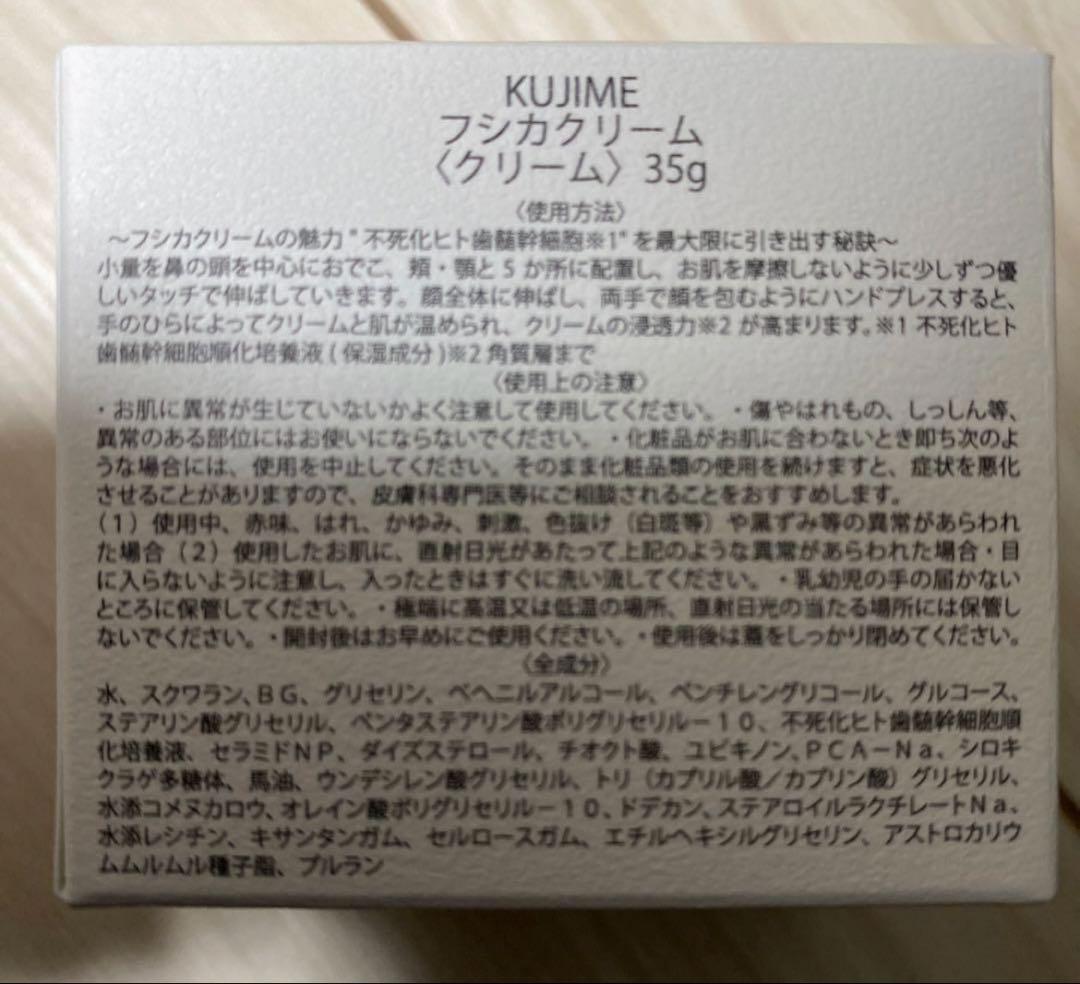 KUJIME
フシカクリーム
〈クリーム〉35g
〈使用方法〉
～フシカクリームの魅力"不死化ヒト歯髄幹細胞※1"を最大限に引き出す秘訣～
小量を鼻の頭を中心におでこ、頬・顎と5か所に配置し、お肌を摩擦しないように少しずつ優
しいタッチで伸ばしていきます。顔全体に伸ばし、両手で顔を包むようにハンドプレスすると、
手のひらによってクリームと肌が温められ、クリームの浸透力※2が高まります。※1不死化ヒト
歯髄幹細胞順化培養液(保湿成分)※2角質層まで
〈使用上の注意〉
・お肌に異常が生じていないかよく注意して使用してください。・傷やはれもの、しっしん等、
異常のある部位にはお使いにならないでください。・化粧品がお肌に合わないとき即ち次のよ
うな場合には、使用を中止してください。そのまま化粧品類の使用を続けますと、症状を悪化
させることがありますので、皮膚科専門医等にご相談されることをおすすめします。
（1）使用中、赤味、はれ、かゆみ、刺激、色抜け（白斑等）や黒ずみ等の異常があらわれ
た場合（2）使用したお肌に、直射日光があたって上記のような異常があらわれた場合・目
に入らないように注意し、入ったときはすぐに洗い流してください。・乳幼児の手の届かない
ところに保管してください。・極端に高温又は低温の場所、直射日光の当たる場所には保管し
ないでください。・開封後はお早めにご使用ください。・使用後は蓋をしっかり閉めてください。
〈全成分〉
水、スクワラン、BG、グリセリン、ベヘニルアルコール、ペンチレングリコール、グルコース、
ステアリン酸グリセリル、ペンタステアリン酸ポリグリセリル－10、不死化ヒト歯髄幹細胞順
化培養液、セラミドNP、ダイズステロール、チオクト酸、ユビキノン、PCA－Na、シロキ
クラゲ多糖体、馬油、ウンデシレン酸グリセリル、トリ（カプリル酸／カプリン酸）グリセリル、
水添コメヌカロウ、オレイン酸ポリグリセリル－10、ドデカン、ステアロイルラクチレートNa、
水添レシチン、キサンタンガム、セルロースガム、エチルヘキシルグリセリン、アストロカリウ
ムムルムル種子脂、プルラン